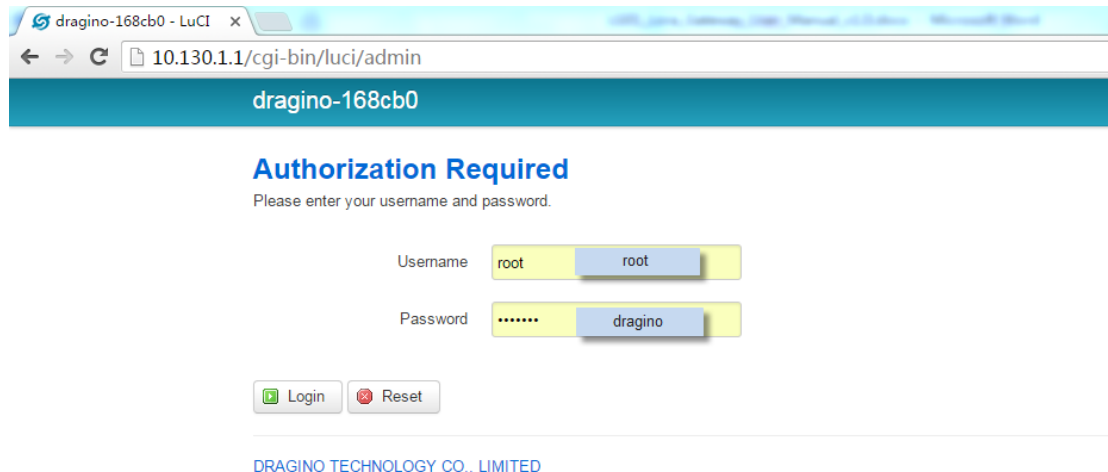 dragino-168cb0 - LuCI
10.130.1.1/cgi-bin/luci/admin
dragino-168cb0
Authorization Required
Please enter your username and password.
Username root root
Password ••••••• dragino
Login Reset
DRAGINO TECHNOLOGY CO., LIMITED